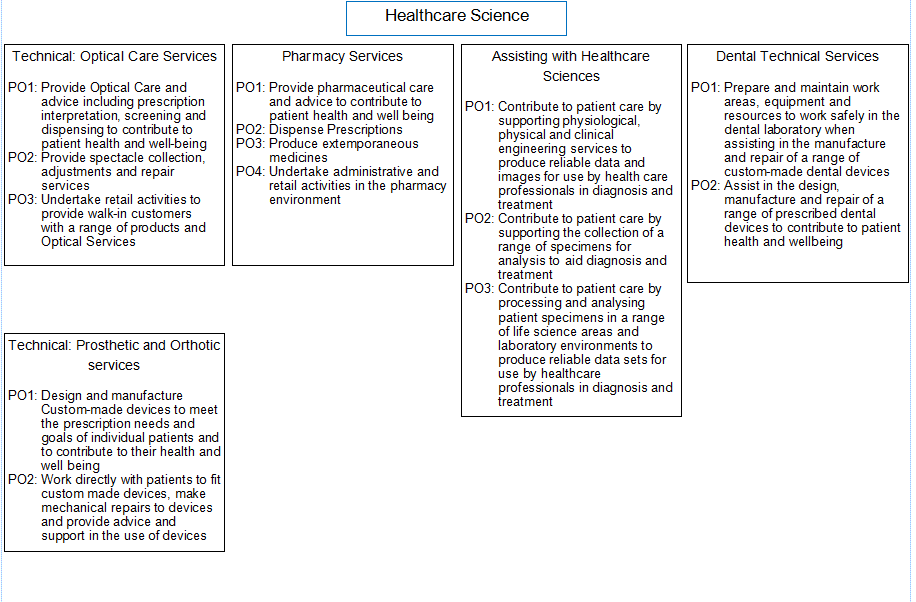 Healthcare Science
Technical: Optical Care Services
PO1: Provide Optical Care and
advice including prescription
interpretation, screening and
dispensing to contribute to
patient health and well-being
PO2: Provide spectacle collection,
adjustments and repair
services
PO3: Undertake retail activities to
provide walk-in customers
with a range of products and
Optical Services
Pharmacy Services
PO1: Provide pharmaceutical care
and advice to contribute to
patient health and well being
PO2: Dispense Prescriptions
PO3: Produce extemporaneous
medicines
PO4: Undertake administrative and
retail activities in the pharmacy
environment
Assisting with Healthcare
Sciences
PO1: Contribute to patient care by
supporting physiological,
physical and clinical
engineering services to
produce reliable data and
images for use by health care
professionals in diagnosis and
treatment
PO2: Contribute to patient care by
supporting the collection of a
range of specimens for
analysis to aid diagnosis and
treatment
PO3: Contribute to patient care by
processing and analysing
patient specimens in a range
of life science areas and
laboratory environments to
produce reliable data sets for
use by healthcare
professionals in diagnosis and
treatment
Dental Technical Services
PO1: Prepare and maintain work
areas, equipment and
resources to work safely in the
dental laboratory when
assisting in the manufacture
and repair of a range of
custom-made dental devices
PO2: Assist in the design,
manufacture and repair of a
range of prescribed dental
devices to contribute to patient
health and wellbeing
Technical: Prosthetic and Orthotic
services
PO1: Design and manufacture
Custom-made devices to meet
the prescription needs and
goals of individual patients and
to contribute to their health and
well being
PO2: Work directly with patients to fit
custom made devices, make
mechanical repairs to devices
and provide advice and
support in the use of devices